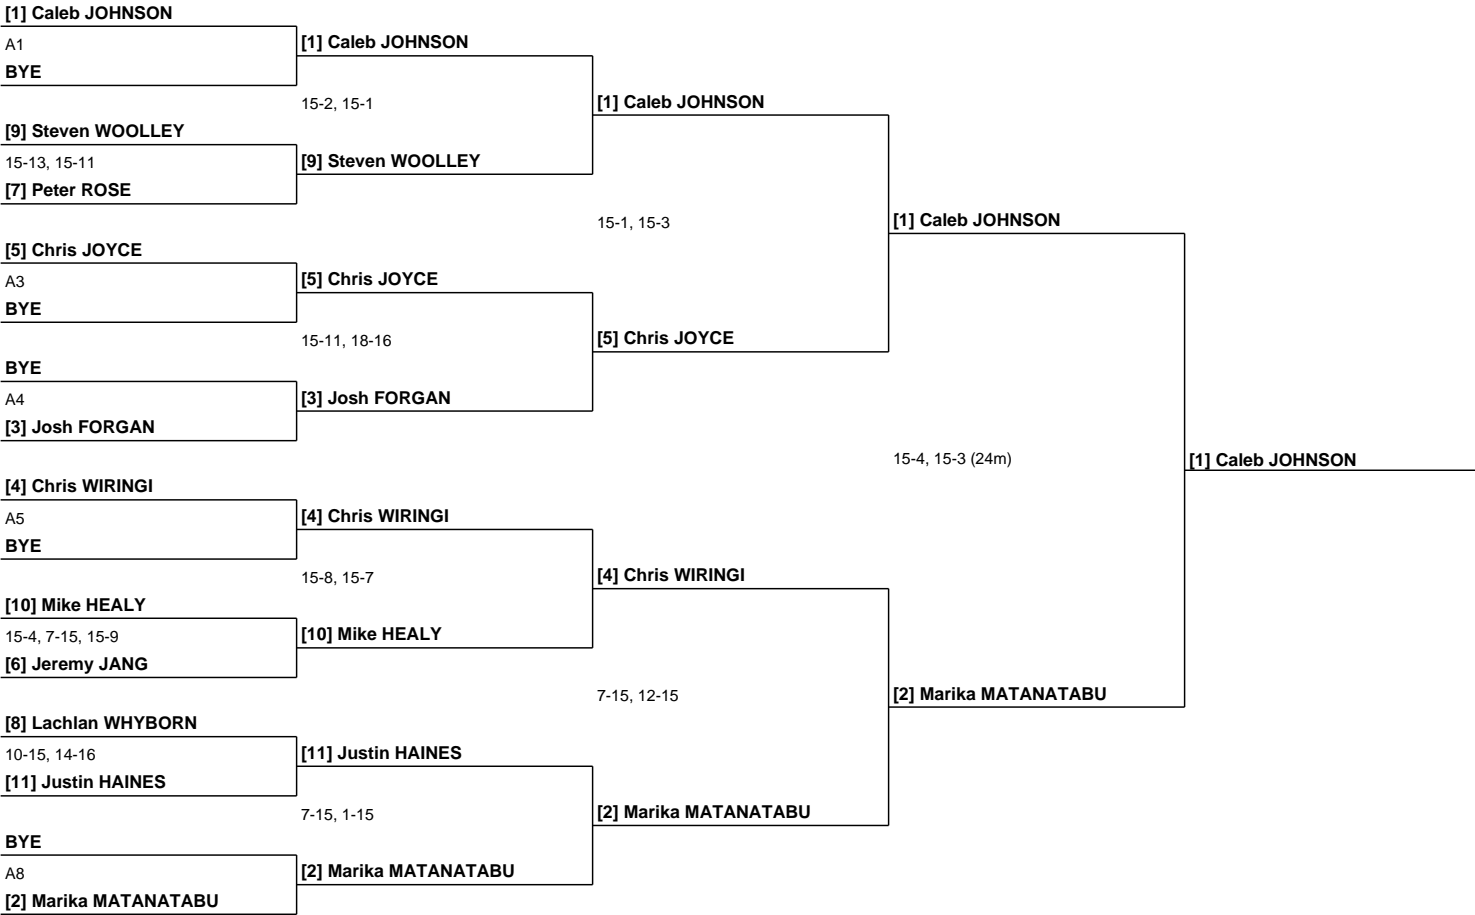 [1] Caleb JOHNSON
A1
BYE
[9] Steven WOOLLEY
15-13, 15-11
[7] Peter ROSE
[5] Chris JOYCE
A3
BYE
BYE
A4
[3] Josh FORGAN
[4] Chris WIRINGI
A5
BYE
[10] Mike HEALY
15-4, 7-15, 15-9
[6] Jeremy JANG
[8] Lachlan WHYBORN
10-15, 14-16
[11] Justin HAINES
BYE
A8
[2] Marika MATANATABU
[1] Caleb JOHNSON
15-2, 15-1
[9] Steven WOOLLEY
[5] Chris JOYCE
15-11, 18-16
[3] Josh FORGAN
[4] Chris WIRINGI
15-8, 15-7
[10] Mike HEALY
[11] Justin HAINES
7-15, 1-15
[2] Marika MATANATABU
[1] Caleb JOHNSON
15-1, 15-3
[5] Chris JOYCE
[4] Chris WIRINGI
7-15, 12-15
[2] Marika MATANATABU
[1] Caleb JOHNSON
15-4, 15-3 (24m)
[2] Marika MATANATABU
[1] Caleb JOHNSON